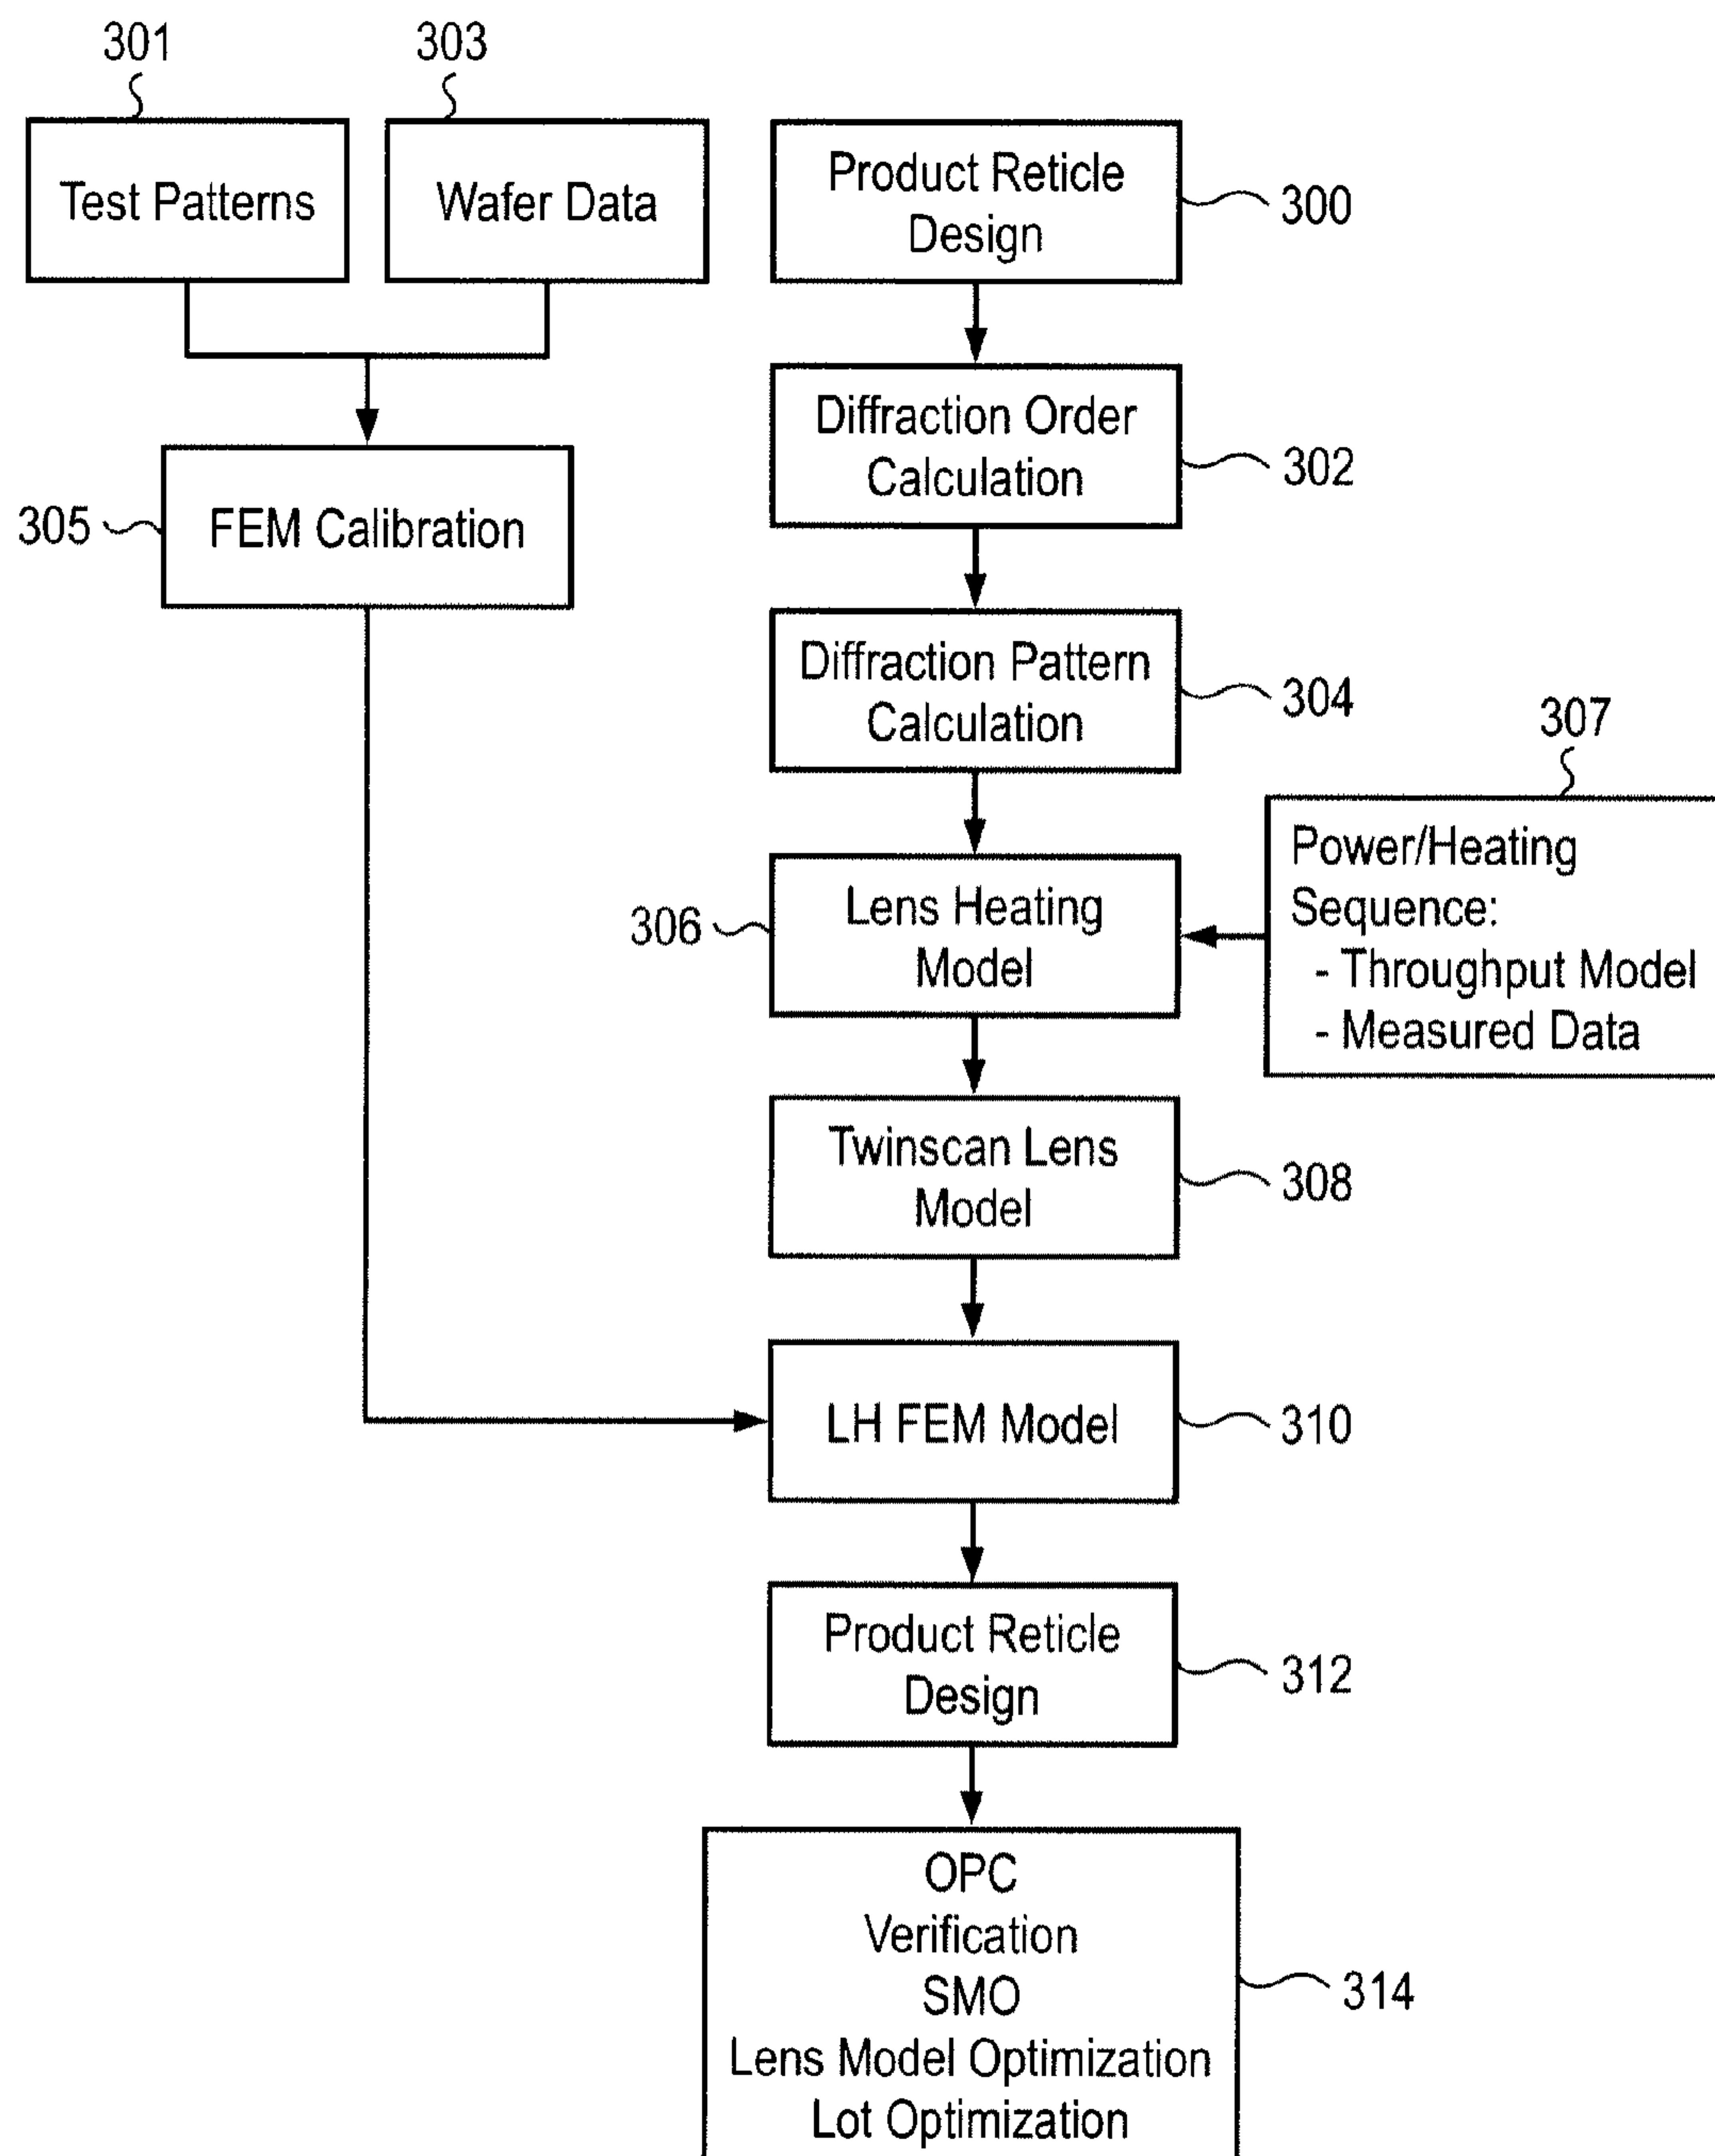 301
303
Test Patterns
Wafer Data
Product Reticle
Design
300
Diffraction Order
Calculation
302
305
FEM Calibration
Diffraction Pattern
Calculation
304
307
Power/Heating
Sequence:
- Throughput Model
- Measured Data
306
Lens Heating
Model
Twinscan Lens
Model
308
LH FEM Model
310
Product Reticle
Design
312
OPC
Verification
SMO
Lens Model Optimization
Lot Optimization
314